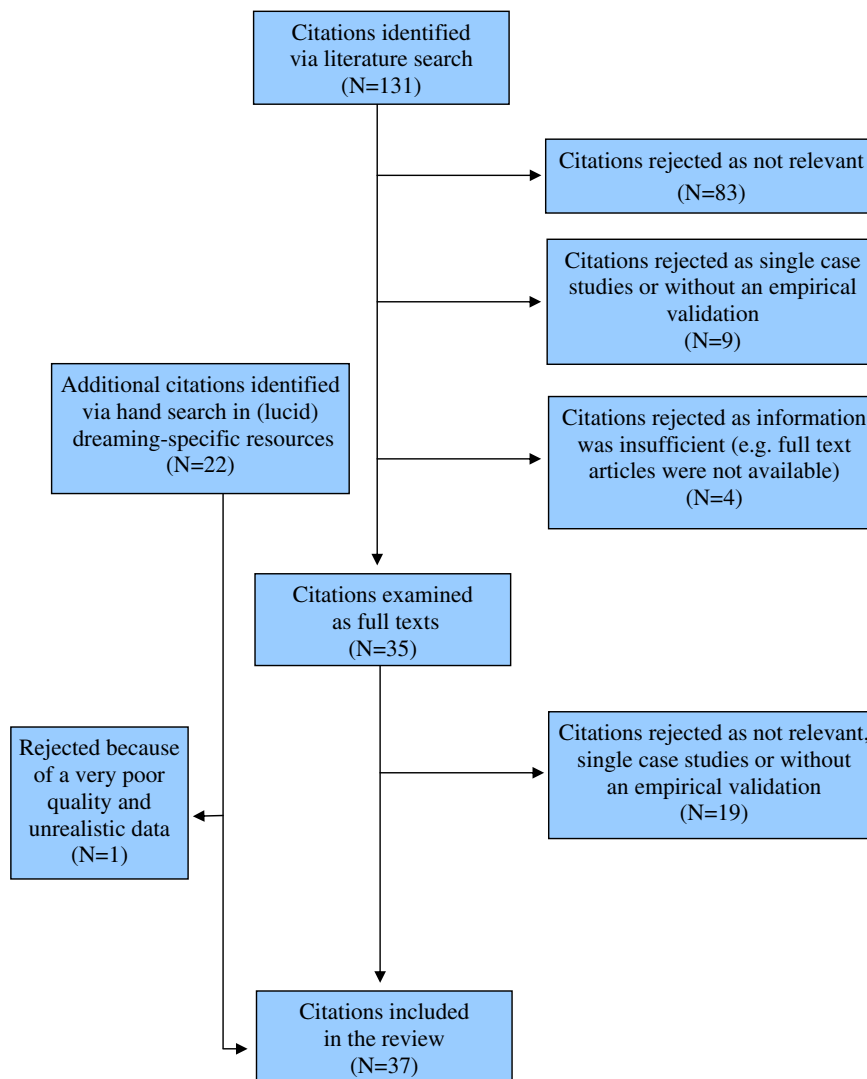 Citations identified
via literature search
(N=131)
Citations rejected as not relevant
(N=83)
Citations rejected as single case
studies or without an empirical
validation
(N=9)
Additional citations identified
via hand search in (lucid)
dreaming-specific resources
(N=22)
Citations rejected as information
was insufficient (e.g. full text
articles were not available)
(N=4)
Citations examined
as full texts
(N=35)
Rejected because
of a very poor
quality and
unrealistic data
(N=1)
Citations rejected as not relevant,
single case studies or without
an empirical validation
(N=19)
Citations included
in the review
(N=37)